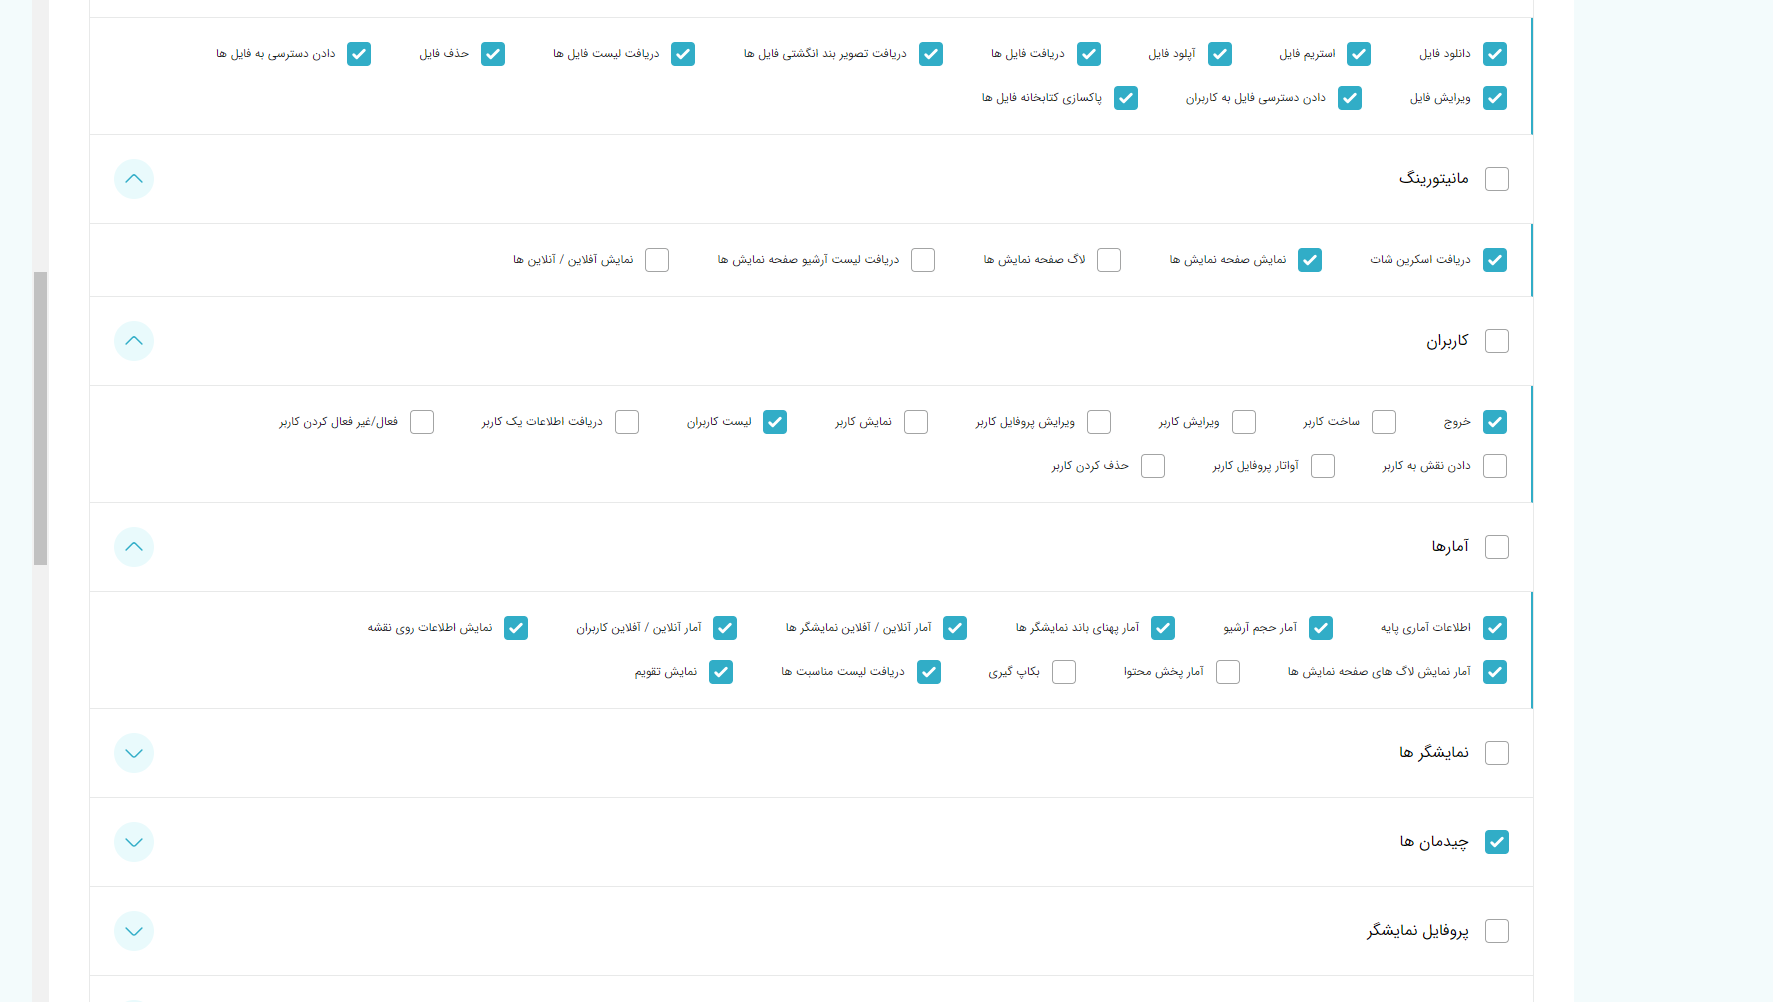 دانلود فایل استریم فایل آپلود فایل دریافت فایل ها دریافت تصویر بند انگشتی فایل ها دریافت لیست فایل ها حذف فایل دادن دسترسی به فایل ها
ویرایش فایل دادن دسترسی فایل به کاربران پاکسازی کتابخانه فایل ها
مانیتورینگ
دریافت اسکرین شات نمایش صفحه نمایش ها لاگ صفحه نمایش ها دریافت لیست آرشیو صفحه نمایش ها نمایش آفلاین / آنلاین ها
کاربران
خروج ساخت کاربر ویرایش کاربر ویرایش پروفایل کاربر نمایش کاربر لیست کاربران دریافت اطلاعات یک کاربر فعال/غیر فعال کردن کاربر
دادن نقش به کاربر آواتار پروفایل کاربر حذف کردن کاربر
آمارها
اطلاعات آماری پایه آمار حجم آرشیو آمار پهنای باند نمایشگر ها آمار آنلاین / آفلاین نمایشگر ها آمار آنلاین / آفلاین کاربران نمایش اطلاعات روی نقشه
آمار نمایش لاگ های صفحه نمایش ها آمار پخش محتوا بکاپ گیری دریافت لیست مناسبت ها نمایش تقویم
نمایشگر ها
چیدمان ها
پروفایل نمایشگر